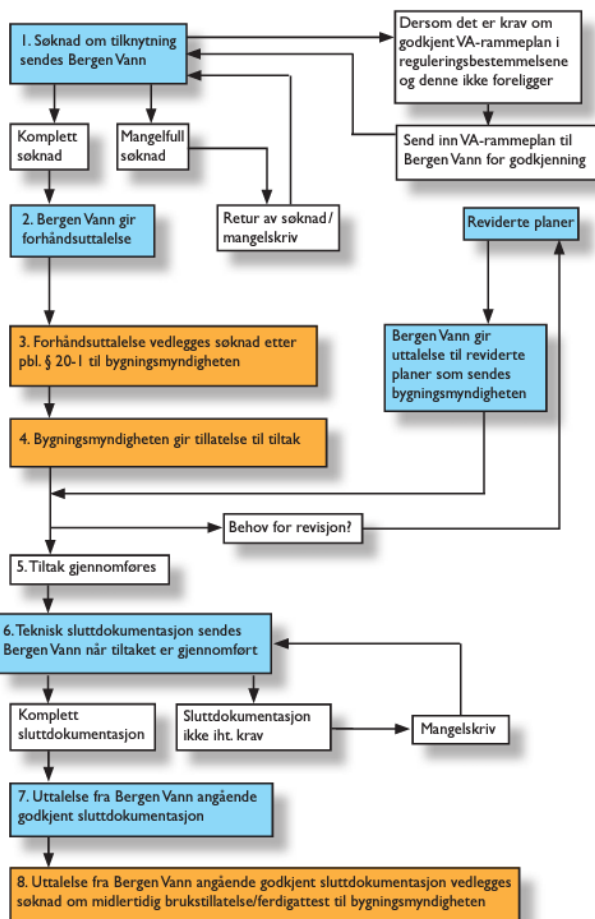 1. Søknad om tilknytning
sendes Bergen Vann
Dersom det er krav om
godkjent VA-rammeplan i
reguleringsbestemmelsene
og denne ikke foreligger
Komplett
søknad
Mangelfull
søknad
Send inn VA-rammeplan til
Bergen Vann for godkjenning
2. Bergen Vann gir
forhåndsuttalelse
Retur av søknad/
mangelskriv
Reviderte planer
3. Forhåndsuttalelse vedlegges søknad etter
pbl. § 20-1 til bygningsmyndigheten
Bergen Vann gir
uttalelse til reviderte
planer som sendes
bygningsmyndigheten
4. Bygningsmyndigheten gir tillatelse til tiltak
Behov for revisjon?
5. Tiltak gjennomføres
6. Teknisk sluttdokumentasjon sendes
Bergen Vann når tiltaket er gjennomført
Komplett
sluttdokumentasjon
Sluttdokumentasjon
ikke iht. krav
Mangelskriv
7. Uttalelse fra Bergen Vann angående
godkjent sluttdokumentasjon
8. Uttalelse fra Bergen Vann angående godkjent sluttdokumentasjon vedlegges
søknad om midlertidig brukstillatelse/ferdigattest til bygningsmyndigheten